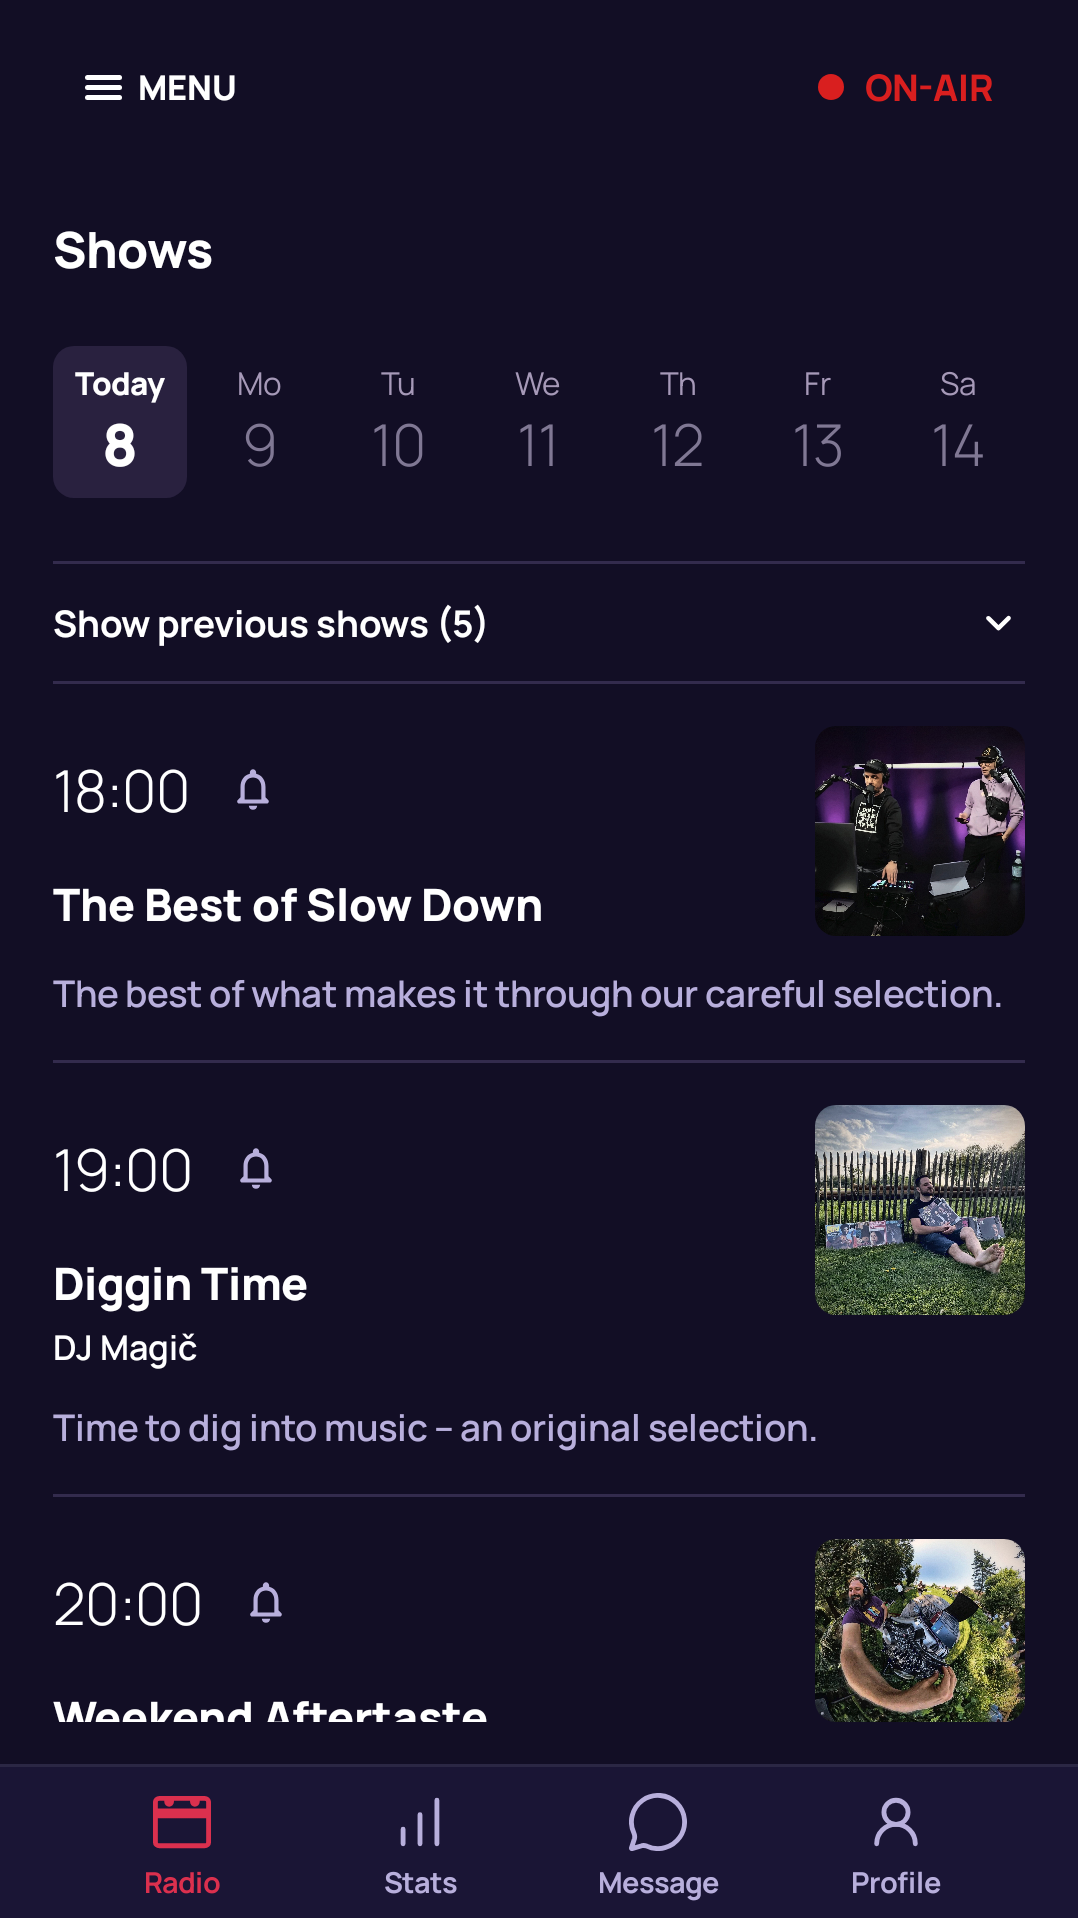 MENU
ON-AIR
Shows
Today Mo Tu We Th Fr Sa
8 9 10 11 12 13 14
Show previous shows (5)
18:00
The Best of Slow Down
The best of what makes it through our careful selection.
19:00
Diggin Time
DJ Magič
Time to dig into music – an original selection.
20:00
Weekend Aftertaste
Radio Stats Message Profile